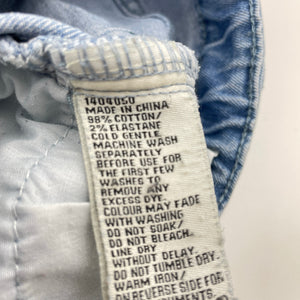 1404050
MADE IN CHINA
98% COTTON/
2% ELASTANE
COLD GENTLE
MACHINE WASH
SEPARATELY
BEFORE USE FOR
THE FIRST FEW
WASHES TO
REMOVE ANY
EXCESS DYE.
COLOUR MAY FADE
WITH WASHING
DO NOT SOAK/
DO NOT BLEACH.
LINE DRY
WITHOUT DELAY.
DO NOT TUMBLE DRY.
WARM IRON/
ON REVERSE SIDE FOR